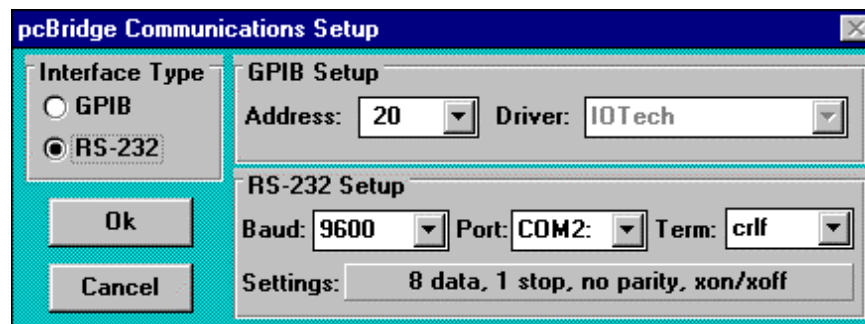 pcBridge Communications Setup
Interface Type
GPIB
RS-232
Ok
Cancel
GPIB Setup
Address: 20 Driver: IOTech
RS-232 Setup
Baud: 9600 Port: COM2: Term: crlf
Settings: 8 data, 1 stop, no parity, xon/xoff